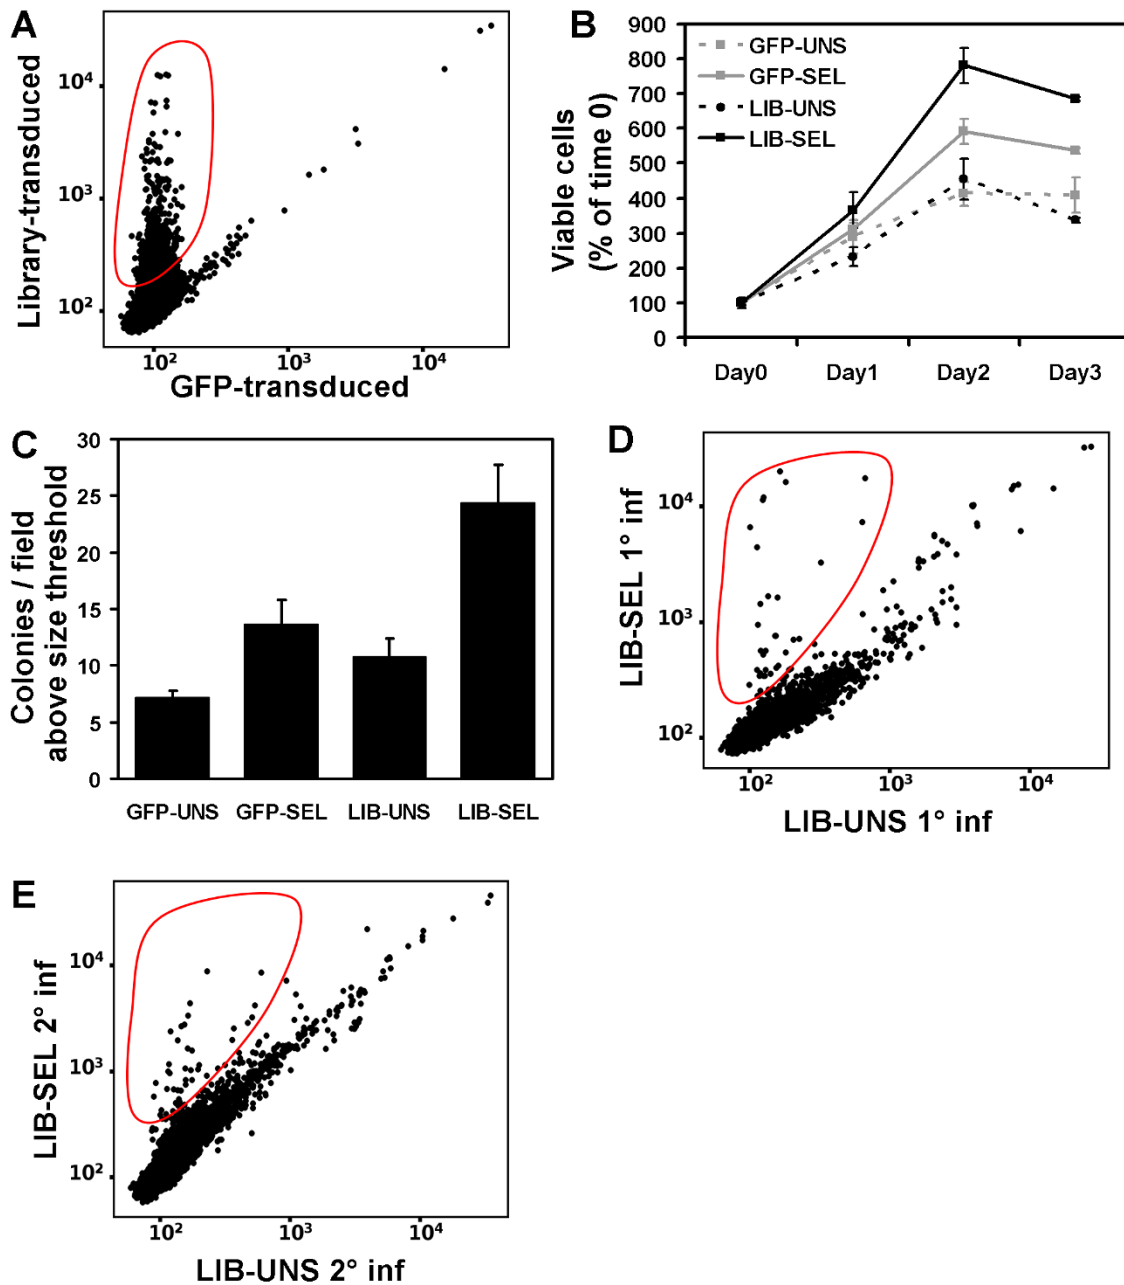 A
Library-transduced
10⁴
10³
10²
10² 10³ 10⁴
GFP-transduced
B
Viable cells
(% of time 0)
900
800
700
600
500
400
300
200
100
0
GFP-UNS
GFP-SEL
LIB-UNS
LIB-SEL
Day0 Day1 Day2 Day3
C
Colonies / field
above size threshold
30
25
20
15
10
5
0
GFP-UNS GFP-SEL LIB-UNS LIB-SEL
D
LIB-SEL 1° inf
10⁴
10³
10²
10² 10³ 10⁴
LIB-UNS 1° inf
E
LIB-SEL 2° inf
10⁴
10³
10²
10² 10³ 10⁴
LIB-UNS 2° inf